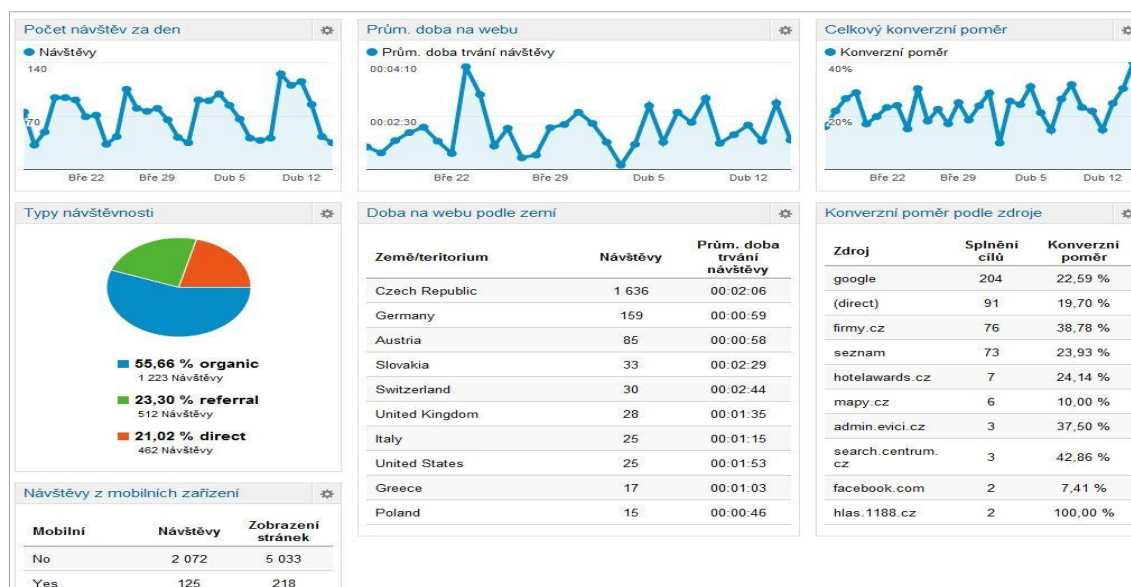 Počet návštěv za den
Návštěvy
140
70
Bře 22 Bře 29 Dub 5 Dub 12
Prům. doba na webu
Prům. doba trvání návštěvy
00:04:10
00:02:30
Bře 22 Bře 29 Dub 5 Dub 12
Celkový konverzní poměr
Konverzní poměr
40%
20%
Bře 22 Bře 29 Dub 5 Dub 12
Typy návštěvnosti
55,66 % organic
1 223 Návštěvy
23,30 % referral
512 Návštěvy
21,02 % direct
462 Návštěvy
Návštěvy z mobilních zařízení
Mobilní Návštěvy Zobrazení
stránek
No 2 072 5 033
Yes 125 218
Doba na webu podle zemí
Země/teritorium Návštěvy Prům. doba
trvání
návštěvy
Czech Republic 1 636 00:02:06
Germany 159 00:00:59
Austria 85 00:00:58
Slovakia 33 00:02:29
Switzerland 30 00:02:44
United Kingdom 28 00:01:35
Italy 25 00:01:15
United States 25 00:01:53
Greece 17 00:01:03
Poland 15 00:00:46
Konverzní poměr podle zdroje
Zdroj Splnění
cílů Konverzní
poměr
google 204 22,59 %
(direct) 91 19,70 %
firmy.cz 76 38,78 %
seznam 73 23,93 %
hotelawards.cz 7 24,14 %
mapy.cz 6 10,00 %
admin.evici.cz 3 37,50 %
search.centrum.
cz 3 42,86 %
facebook.com 2 7,41 %
hlas.1188.cz 2 100,00 %